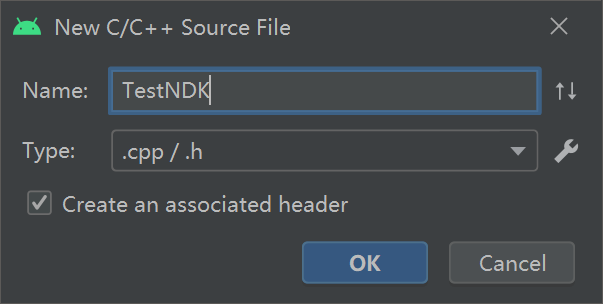 New C/C++ Source File
Name: TestNDK
Type: .cpp / .h
Create an associated header
OK Cancel